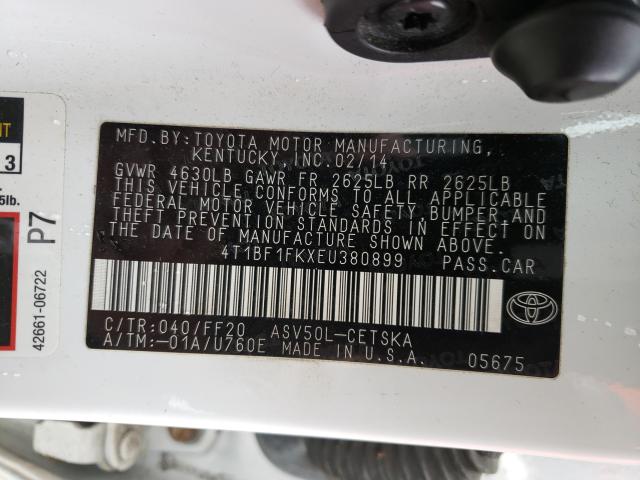 MFD.BY:TOYOTA MOTOR MANUFACTURING,
KENTUCKY, INC. 02/14
GVWR 4630LB GAWR FR 2625LB RR 2625LB
THIS VEHICLE CONFORMS TO ALL APPLICABLE
FEDERAL MOTOR VEHICLE SAFETY, BUMPER AND
THEFT PREVENTION STANDARDS IN EFFECT ON
THE DATE OF MANUFACTURE SHOWN ABOVE.
4T1BF1FKXEU380899 PASS.CAR
C/TR:040/FF20 ASV50L-CETSKA
A/TM:-01A/U760E MADE IN U.S.A. 05675
P7
42661-06722
3
5lb.